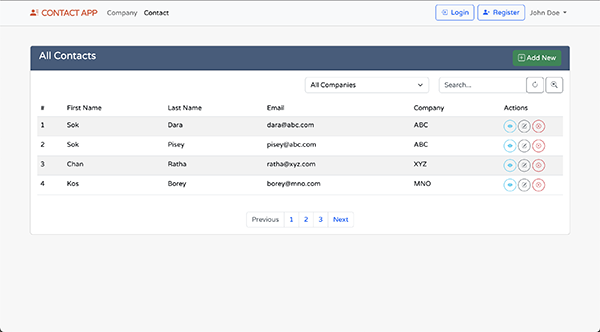 CONTACT APP Company Contact Login Register John Doe
All Contacts Add New
All Companies Search...
# First Name Last Name Email Company Actions
1 Sok Dara dara@abc.com ABC
2 Sok Pisey pisey@abc.com ABC
3 Chan Ratha ratha@xyz.com XYZ
4 Kos Borey borey@mno.com MNO
Previous 1 2 3 Next